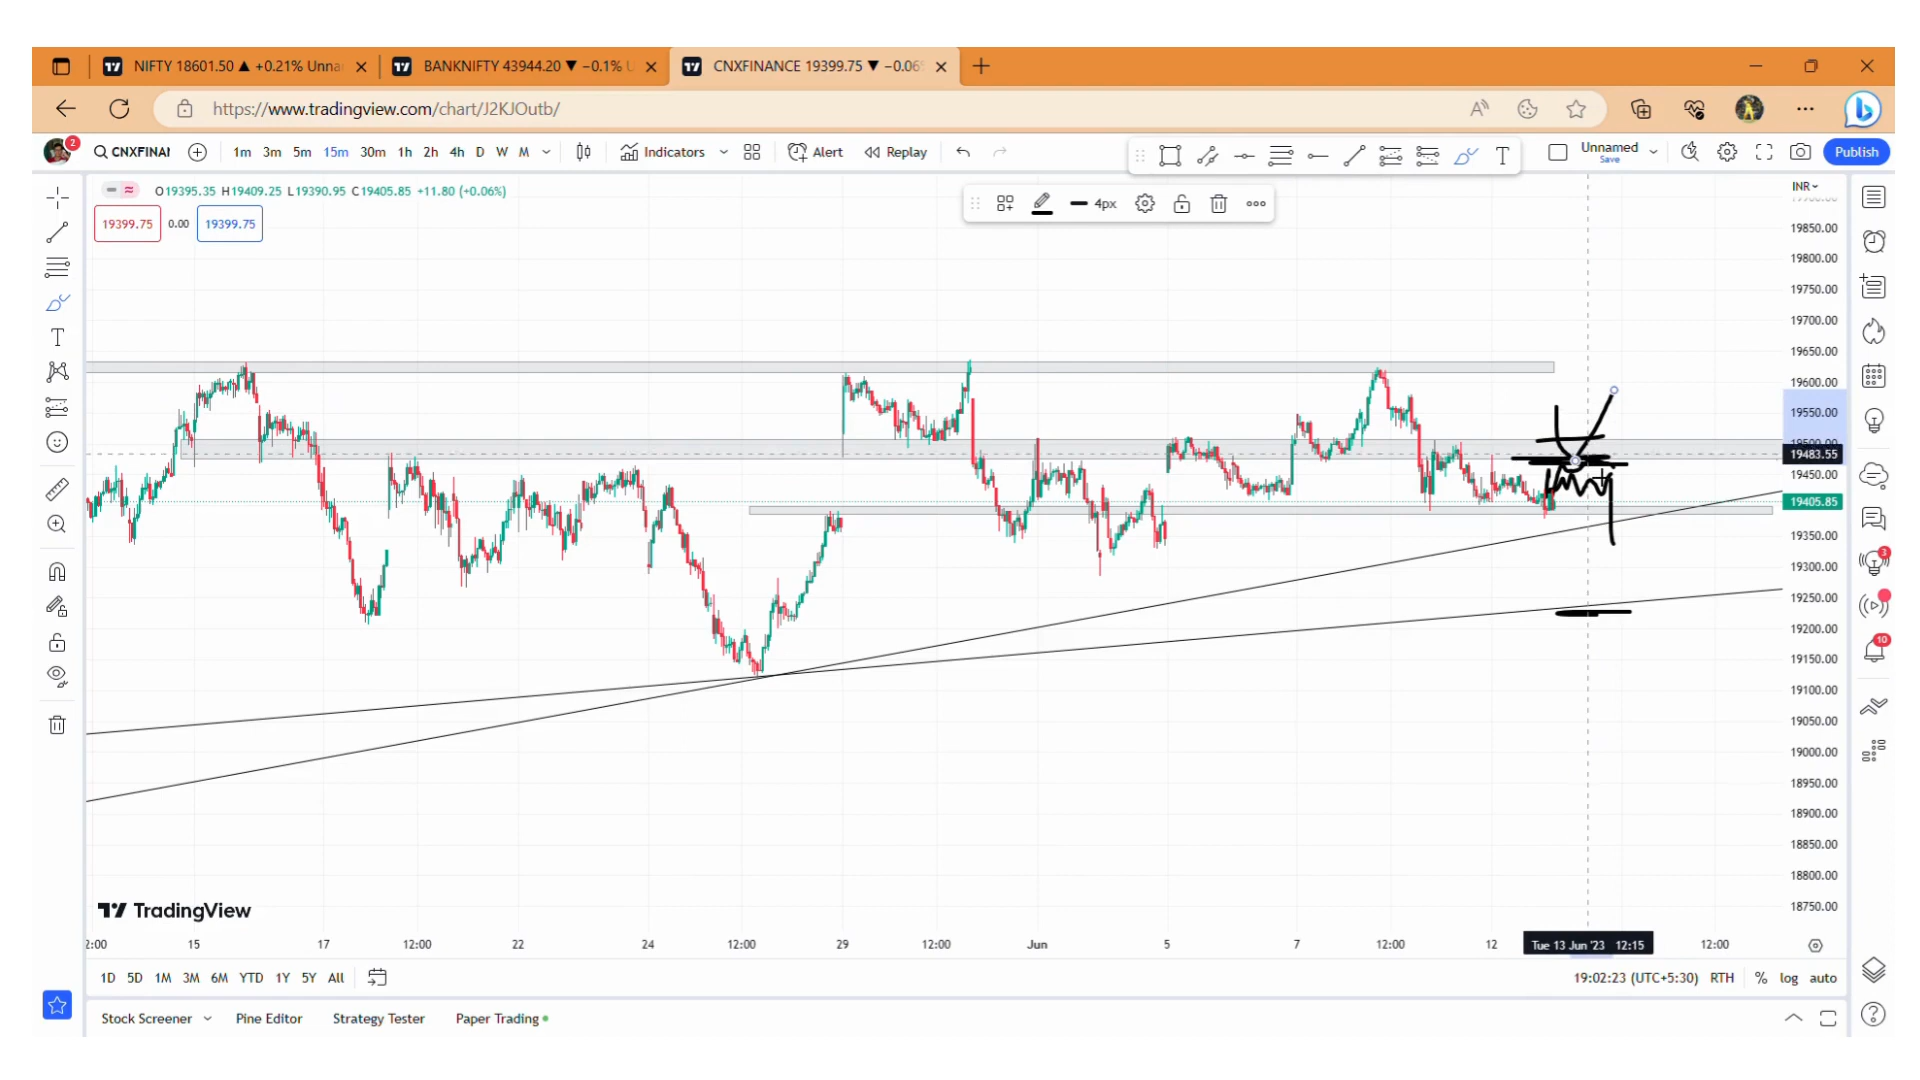 NIFTY 18601.50 ▲ +0.21% Unna
BANKNIFTY 43944.20 ▼ −0.1% U
CNXFINANCE 19399.75 ▼ −0.06
https://www.tradingview.com/chart/J2KJOutb/
2
CNXFINAI
1m 3m 5m 15m 30m 1h 2h 4h D W M
Indicators
Alert
Replay
T
Unnamed
Save
Publish
O19395.35 H19409.25 L19390.95 C19405.85 +11.80 (+0.06%)
19399.75 0.00 19399.75
4px
INR
19850.00
19800.00
19750.00
19700.00
19650.00
19600.00
19550.00
19500.00
19483.55
19450.00
19405.85
19350.00
19300.00
19250.00
19200.00
19150.00
19100.00
19050.00
19000.00
18950.00
18900.00
18850.00
18800.00
18750.00
3
10
TradingView
2:00 15 17 12:00 22 24 12:00 29 12:00 Jun 5 7 12:00 12 Tue 13 Jun '23 12:15 12:00
1D 5D 1M 3M 6M YTD 1Y 5Y All
19:02:23 (UTC+5:30) RTH % log auto
Stock Screener Pine Editor Strategy Tester Paper Trading